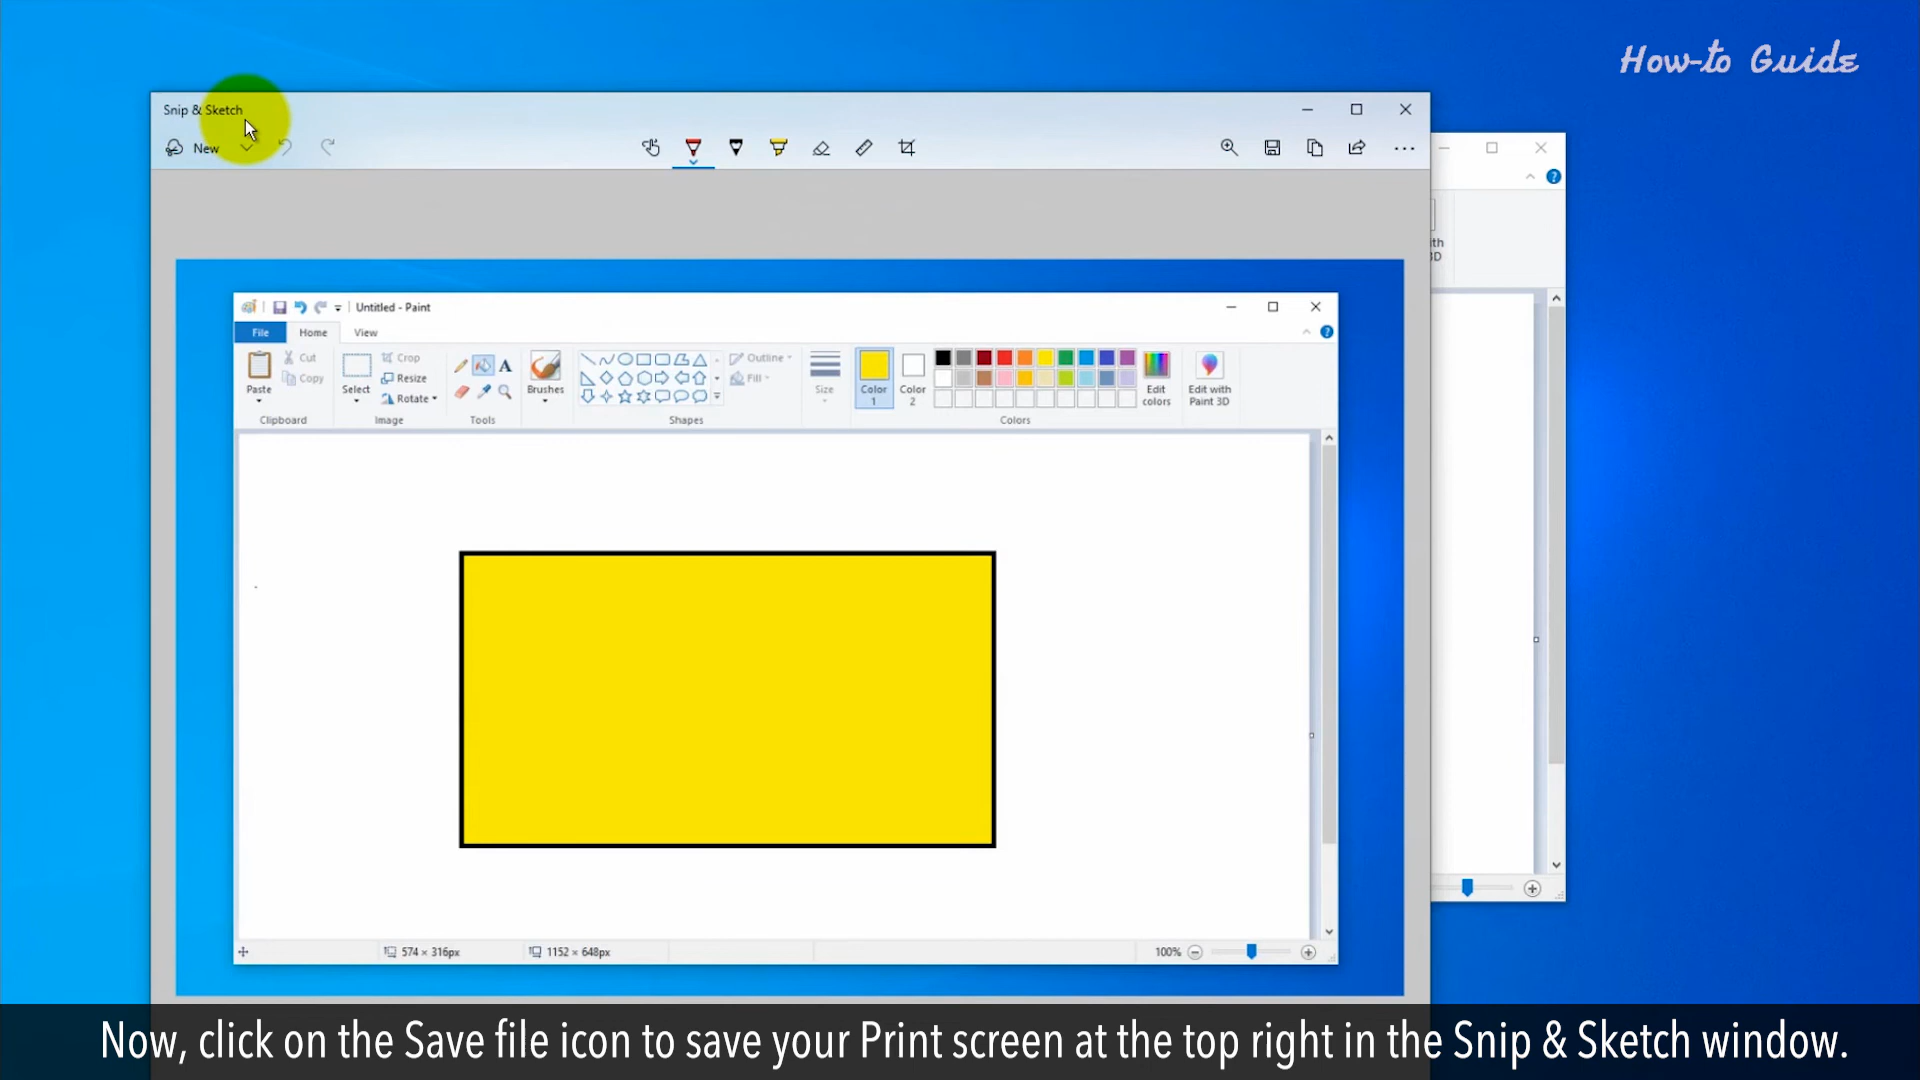 How-to Guide
Snip & Sketch
New
Untitled - Paint
File Home View
Paste
Cut
Copy
Clipboard
Select
Crop
Resize
Rotate
Image
A
Tools
Brushes
Shapes
Outline
Fill
Size
Color 1
Color 2
Edit colors
Colors
Edit with Paint 3D
ith
3D
574 × 316px
1152 × 648px
100%
Now, click on the Save file icon to save your Print screen at the top right in the Snip & Sketch window.